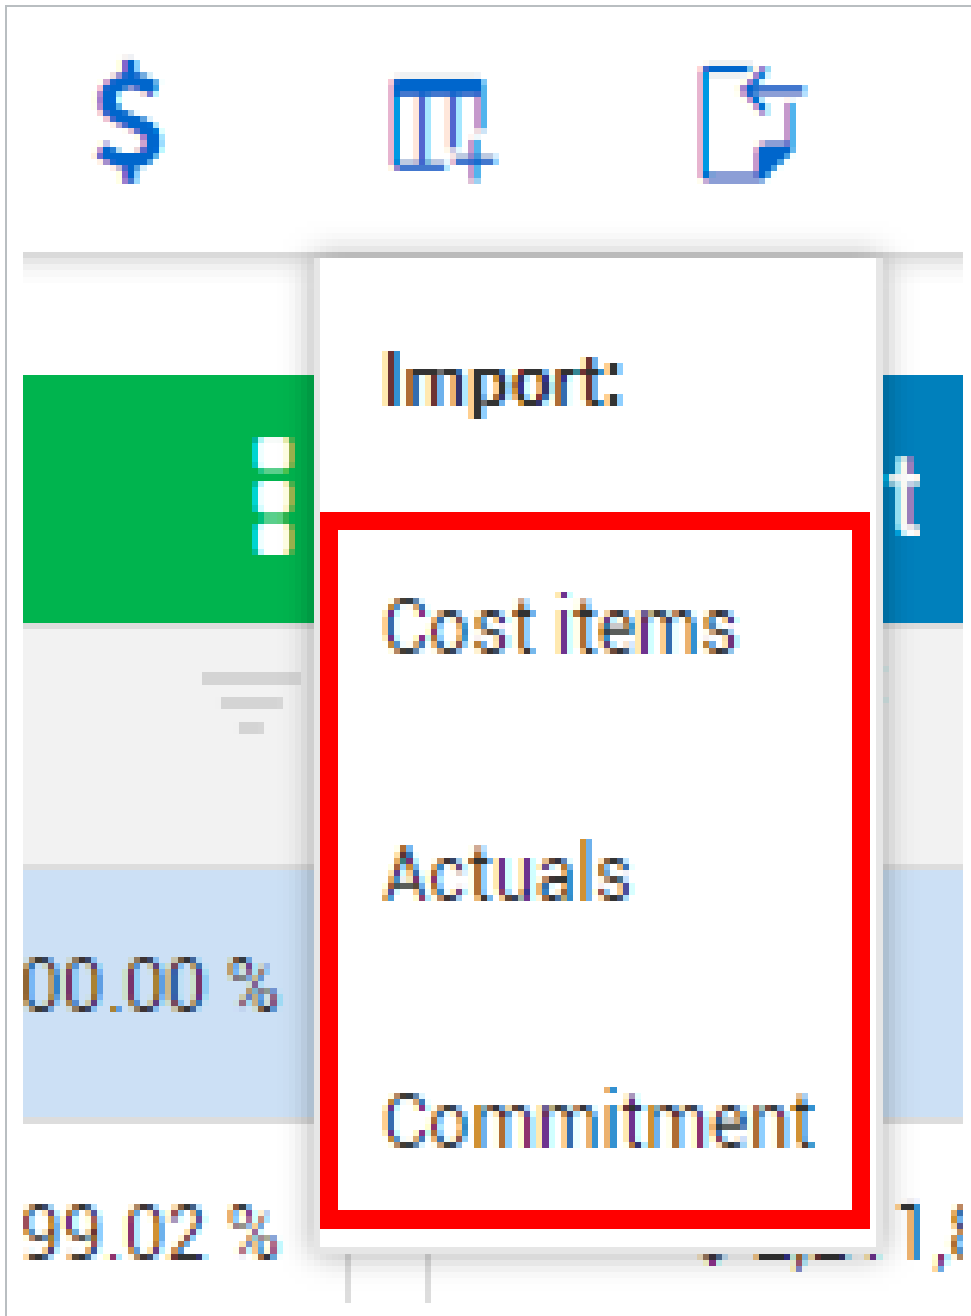 $
Import:
t
Cost items
Actuals
00.00 %
Commitment
99.02 %